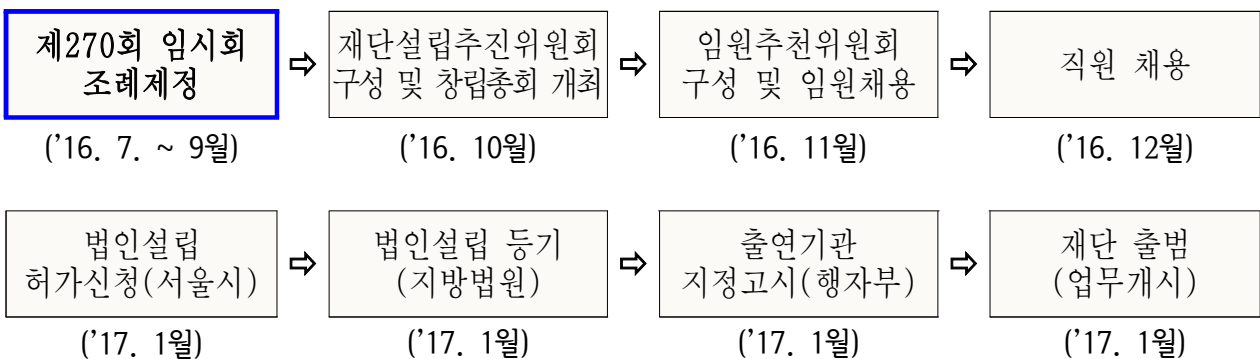 제270회 임시회
조례제정
⇨
재단설립추진위원회
구성 및 창립총회 개최
⇨
임원추천위원회
구성 및 임원채용
⇨
직원 채용
('16. 7. ~ 9월)
('16. 10월)
('16. 11월)
('16. 12월)
법인설립
허가신청(서울시)
⇨
법인설립 등기
(지방법원)
⇨
출연기관
지정고시(행자부)
⇨
재단 출범
(업무개시)
('17. 1월)
('17. 1월)
('17. 1월)
('17. 1월)